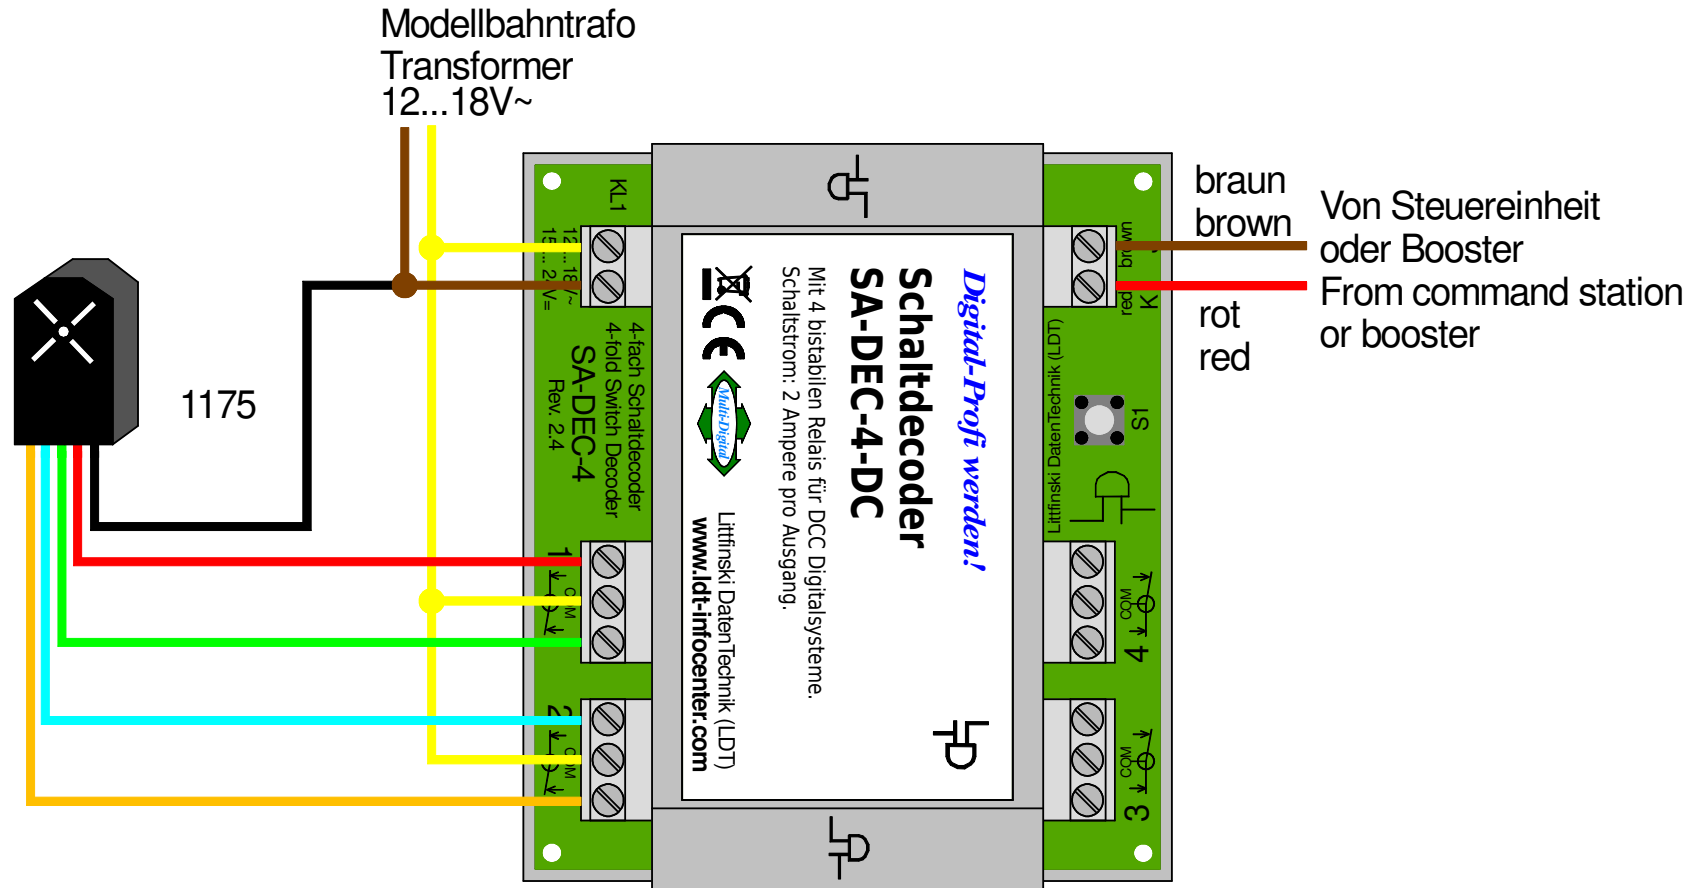 Modellbahntrafo
Transformer
12...18V~
KL1
12...18V~
braun
brown
Von Steuereinheit
oder Booster
From command station
or booster
rot
red
brown
red
1175
4-fach Schaltdecoder
4-fold Switch Decoder
SA-DEC-4
Rev. 2.4
Digital-Profi werden!
Schaltdecoder
SA-DEC-4-DC
Mit 4 bistabilen Relais für DCC Digitalsysteme.
Schaltstrom: 2 Ampere pro Ausgang.
CE
Multi-Digital
Littfinski DatenTechnik (LDT)
www.ldt-infocenter.com
Littfinski DatenTechnik (LDT)
S1
1
COM
2
COM
COM
4
COM
3